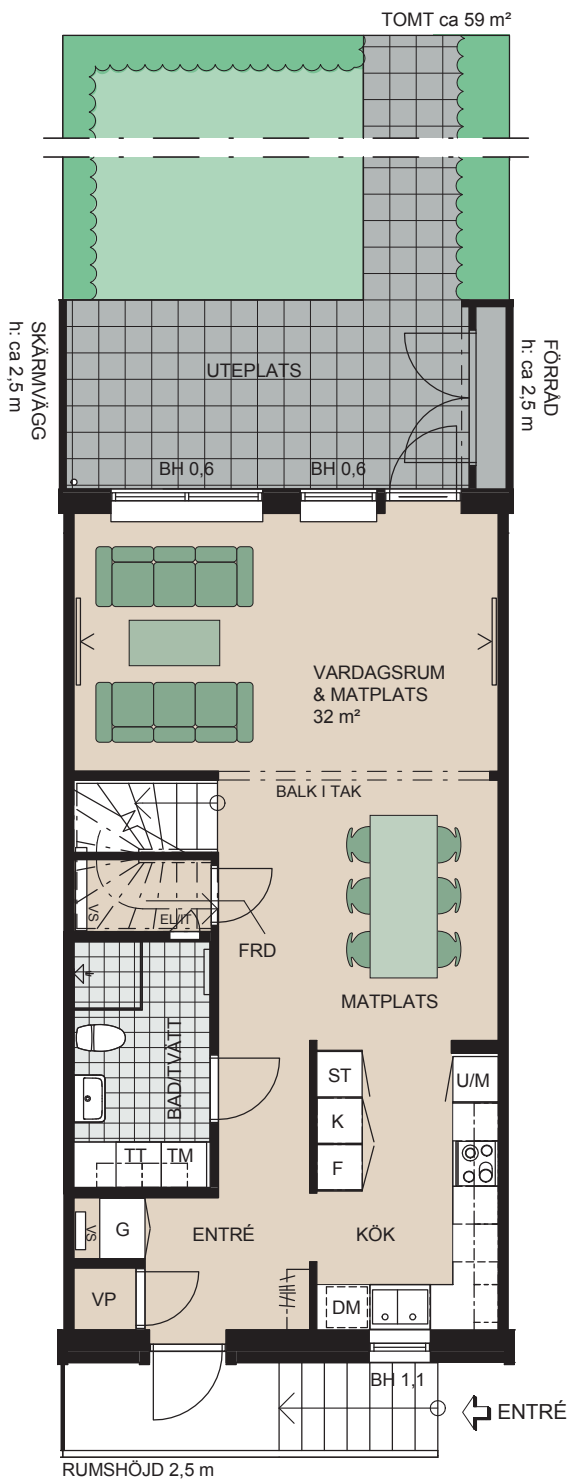 TOMT ca 59 m²
SKÄRMVÄGG
h: ca 2,5 m
FÖRRÅD
h: ca 2,5 m
UTEPLATS
BH 0,6
BH 0,6
VARDAGSRUM
& MATPLATS
32 m²
BALK I TAK
VS
EL/IT
FRD
MATPLATS
BAD/TVÄTT
ST
U/M
K
F
TT
TM
VS
G
ENTRÉ
KÖK
VP
DM
BH 1,1
ENTRÉ
RUMSHÖJD 2,5 m